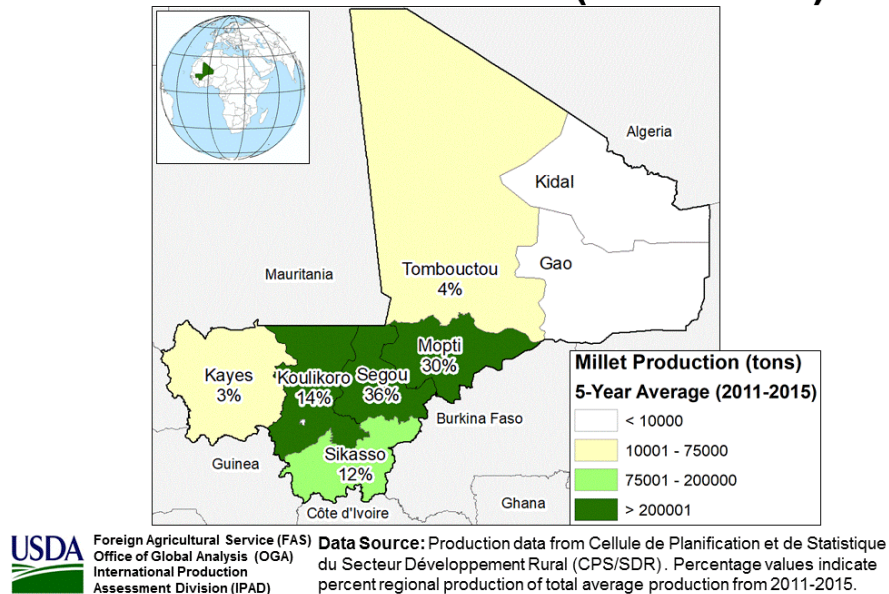 Algeria
Kidal
Gao
Mauritania
Tombouctou
4%
Mopti
30%
Kayes
3%
Koulikoro
14%
Segou
36%
Burkina Faso
Sikasso
12%
Guinea
Côte d'Ivoire
Ghana
Millet Production (tons)
5-Year Average (2011-2015)
< 10000
10001 - 75000
75001 - 200000
> 200001
USDA
Foreign Agricultural Service (FAS)
Office of Global Analysis (OGA)
International Production
Assessment Division (IPAD)
Data Source: Production data from Cellule de Planification et de Statistique
du Secteur Développement Rural (CPS/SDR). Percentage values indicate
percent regional production of total average production from 2011-2015.